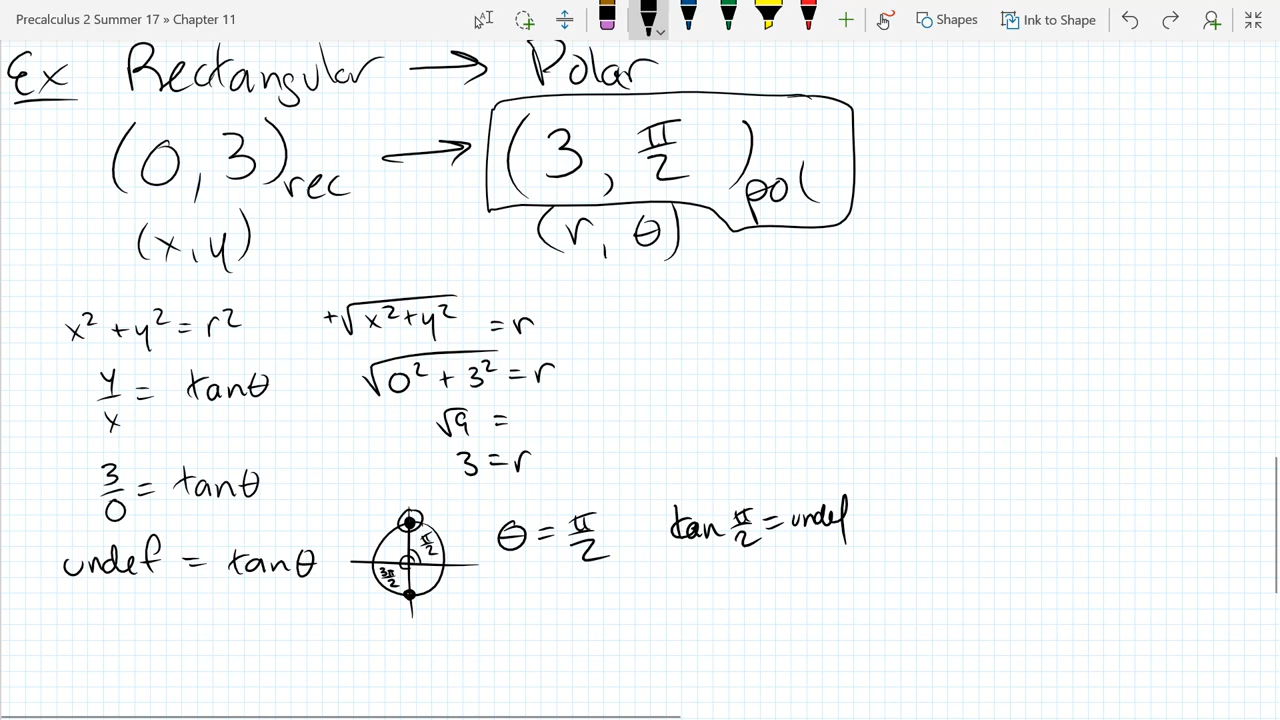 Precalculus 2 Summer 17 » Chapter 11
Shapes
Ink to Shape
Ex Rectangular → Polar
(0, 3)rec → (3, π/2)pol
(x, y) (r, θ)
x² + y² = r² +√(x² + y²) = r
y/x = tanθ √(0² + 3²) = r
√9 =
3/0 = tanθ 3 = r
undef = tanθ π/2 3π/2 θ = π/2 tan π/2 = undef